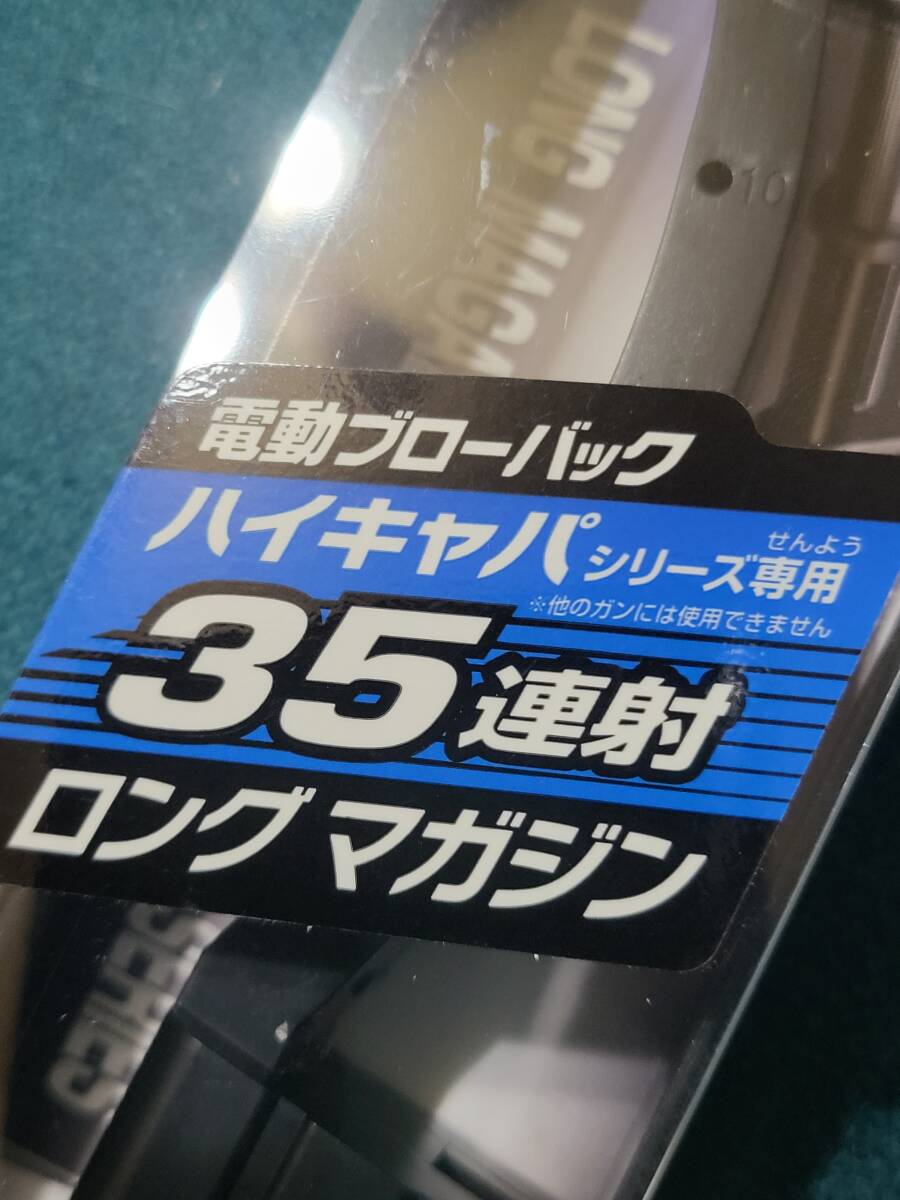 LONG MAGA
10
電動ブローバック
せんよう
ハイキャパシリーズ専用
※他のガンには使用できません
35連射
ロング マガジン
SERIES